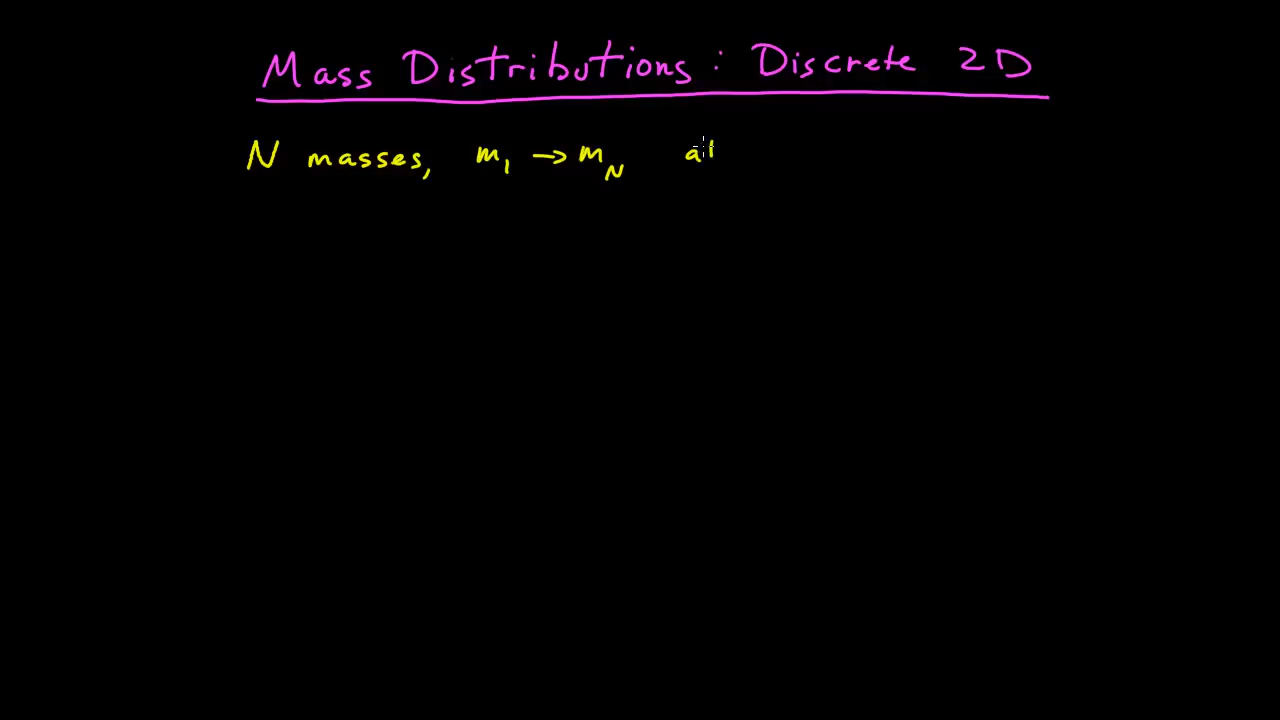 Mass Distributions : Discrete 2D
N masses, m₁ → m_N